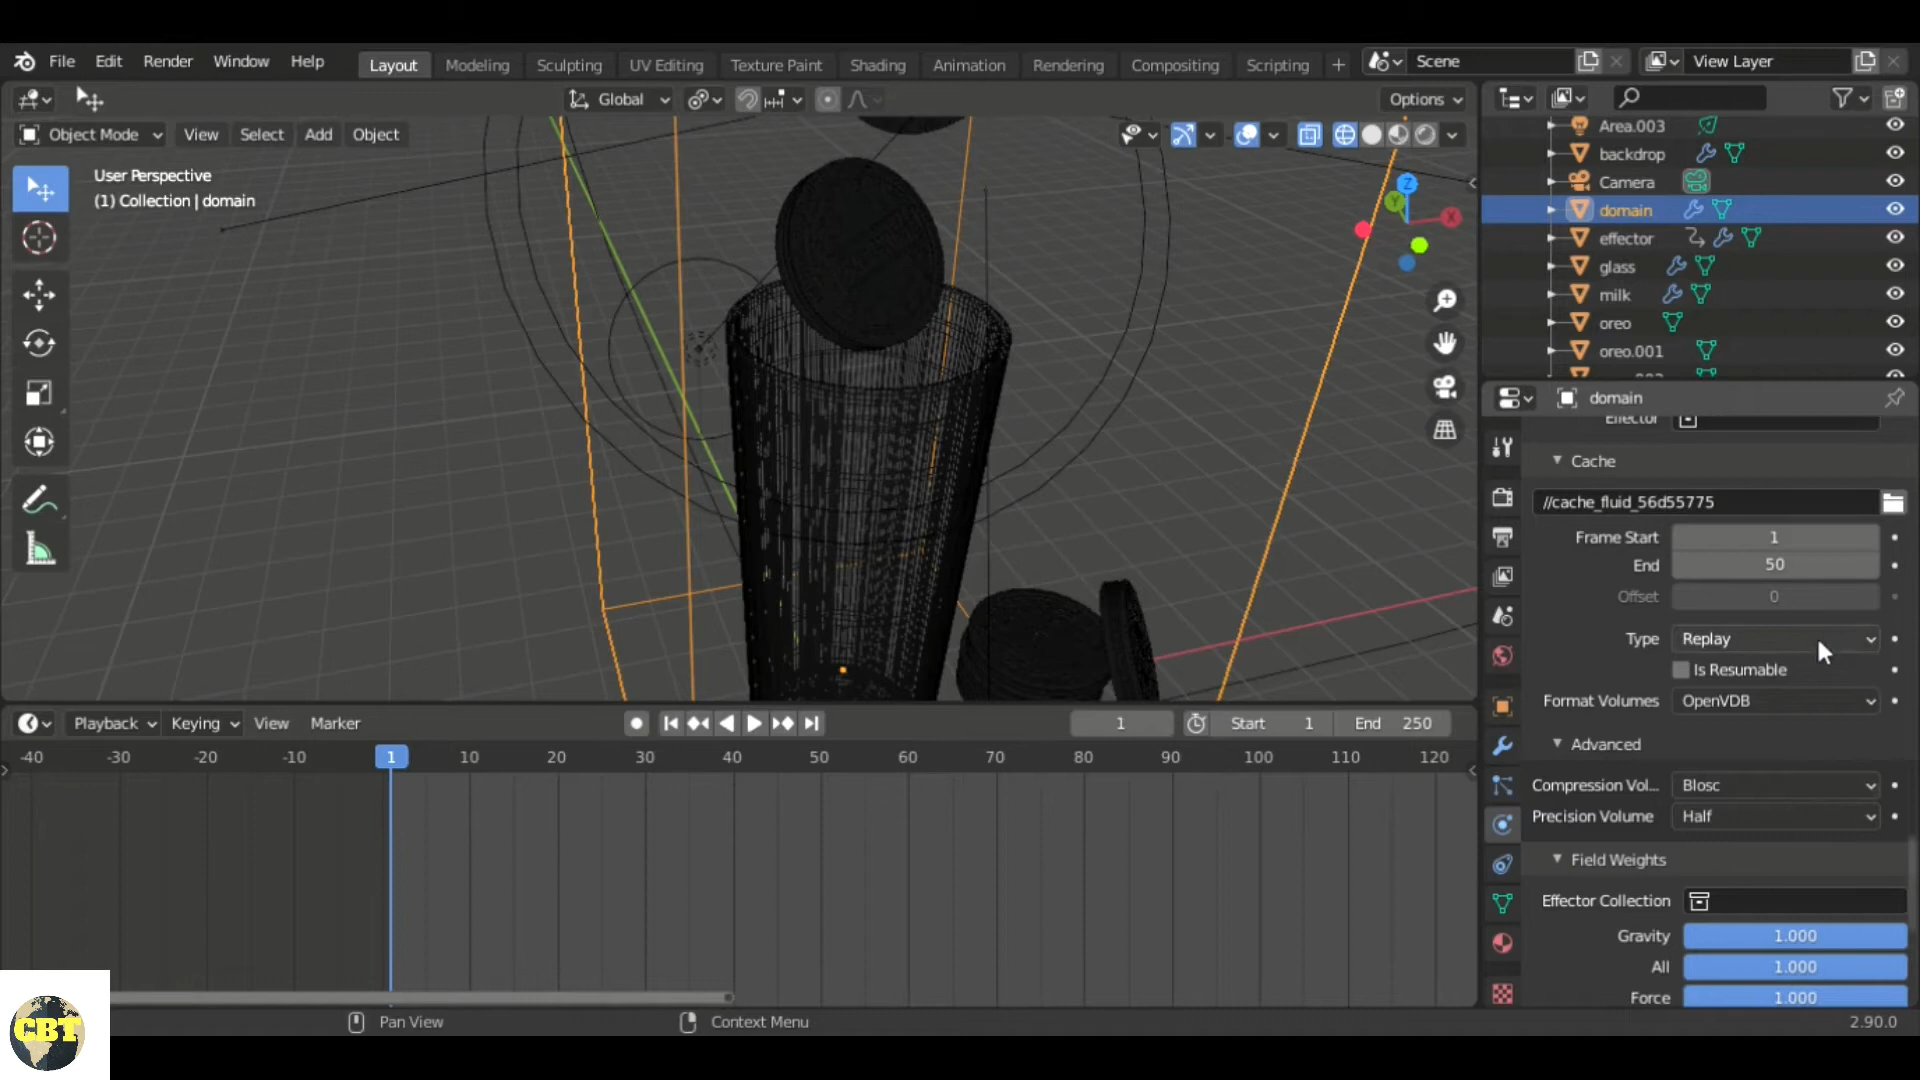 File Edit Render Window Help Layout Modeling Sculpting UV Editing Texture Paint Shading Animation Rendering Compositing Scripting + Scene View Layer
Global Options
Object Mode View Select Add Object
User Perspective
(1) Collection | domain
Z
Y
X
Area.003
backdrop
Camera
domain
effector
glass
milk
oreo
oreo.001
domain
Effector
Cache
//cache_fluid_56d55775
Frame Start 1
End 50
Offset 0
Type Replay
Is Resumable
Format Volumes OpenVDB
Advanced
Compression Vol... Blosc
Precision Volume Half
Field Weights
Effector Collection
Gravity 1.000
All 1.000
Force 1.000
Playback Keying View Marker 1 Start 1 End 250
-40 -30 -20 -10 1 10 20 30 40 50 60 70 80 90 100 110 120
CBT
Pan View Context Menu 2.90.0